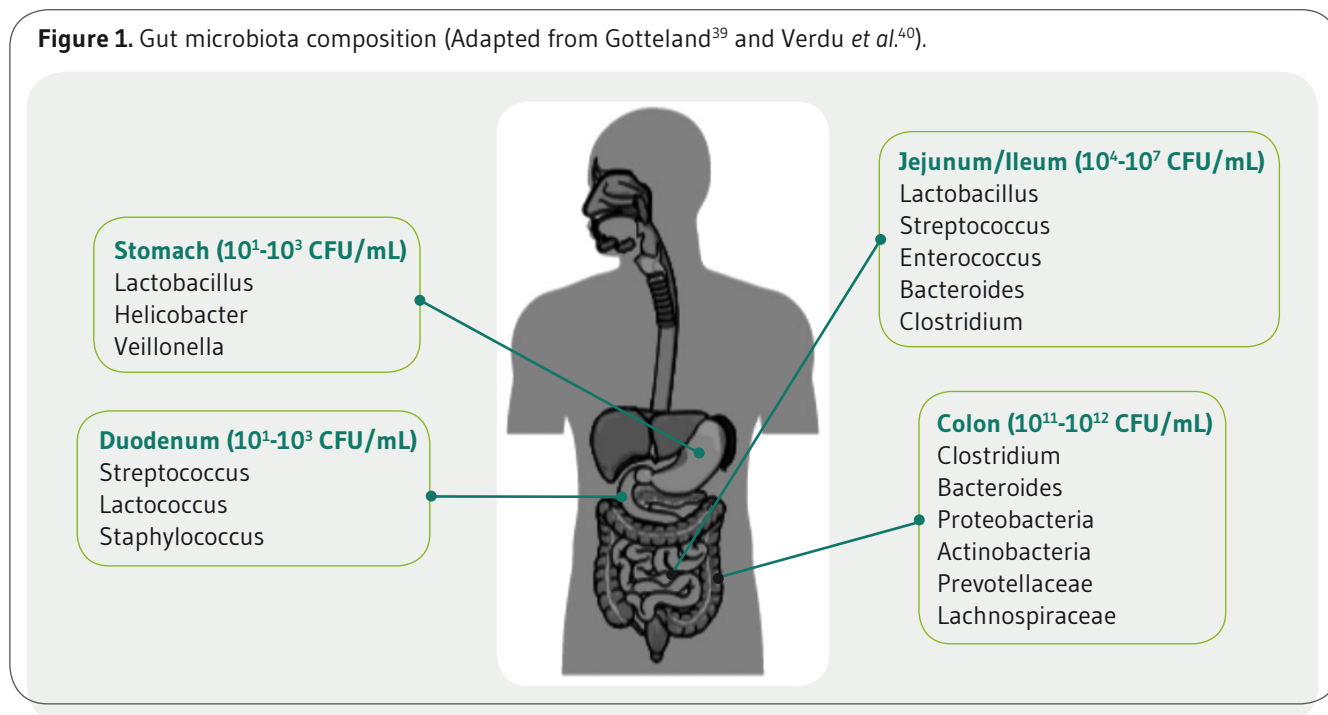 Figure 1. Gut microbiota composition (Adapted from Gotteland³⁹ and Verdu et al.⁴⁰).
Stomach (10¹-10³ CFU/mL)
Lactobacillus
Helicobacter
Veillonella
Duodenum (10¹-10³ CFU/mL)
Streptococcus
Lactococcus
Staphylococcus
Jejunum/Ileum (10⁴-10⁷ CFU/mL)
Lactobacillus
Streptococcus
Enterococcus
Bacteroides
Clostridium
Colon (10¹¹-10¹² CFU/mL)
Clostridium
Bacteroides
Proteobacteria
Actinobacteria
Prevotellaceae
Lachnospiraceae